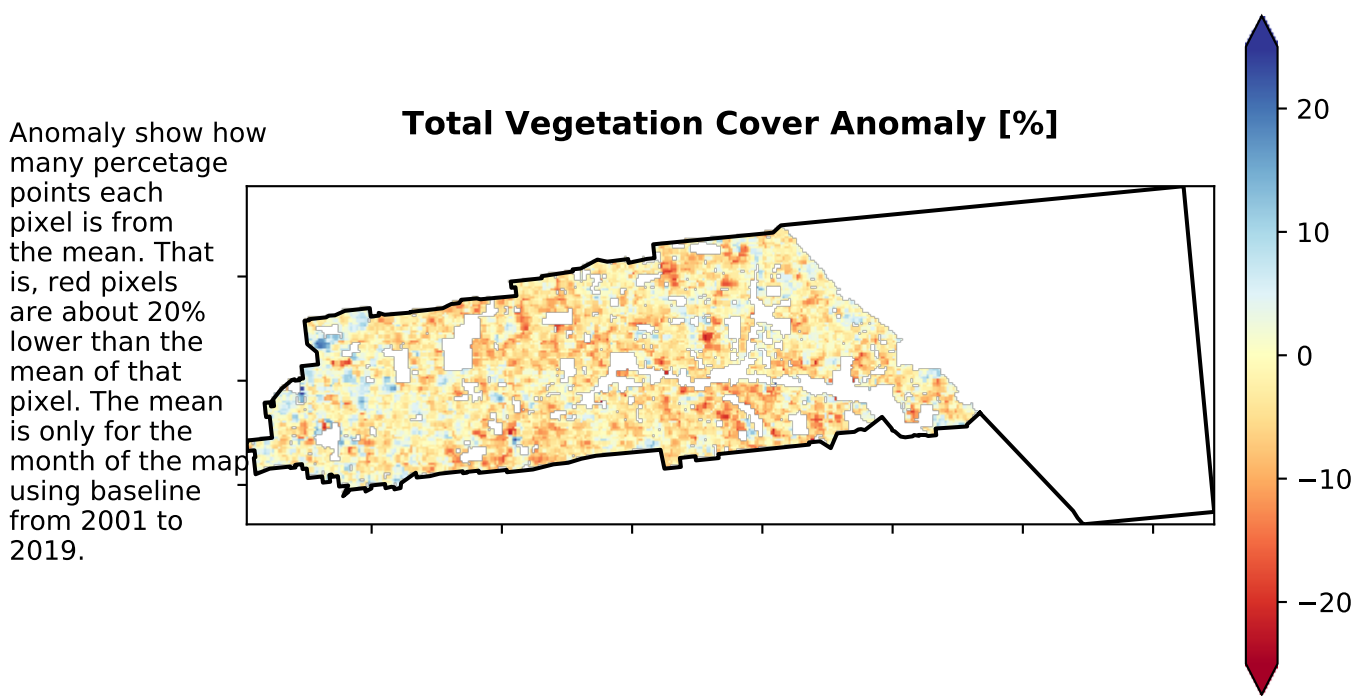 Total Vegetation Cover Anomaly [%]
Anomaly show how
many percetage
points each
pixel is from
the mean. That
is, red pixels
are about 20%
lower than the
mean of that
pixel. The mean
is only for the
month of the map
using baseline
from 2001 to
2019.
20
10
0
−10
−20